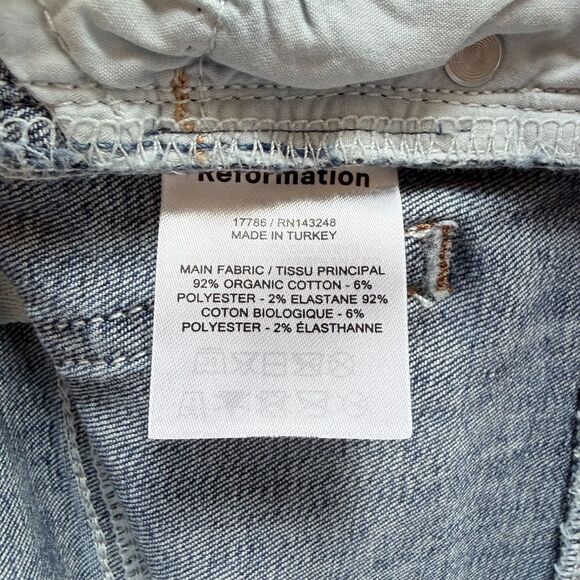 Reformation
17786 / RN143248
MADE IN TURKEY
MAIN FABRIC / TISSU PRINCIPAL
92% ORGANIC COTTON - 6%
POLYESTER - 2% ELASTANE 92%
COTON BIOLOGIQUE - 6%
POLYESTER - 2% ÉLASTHANNE